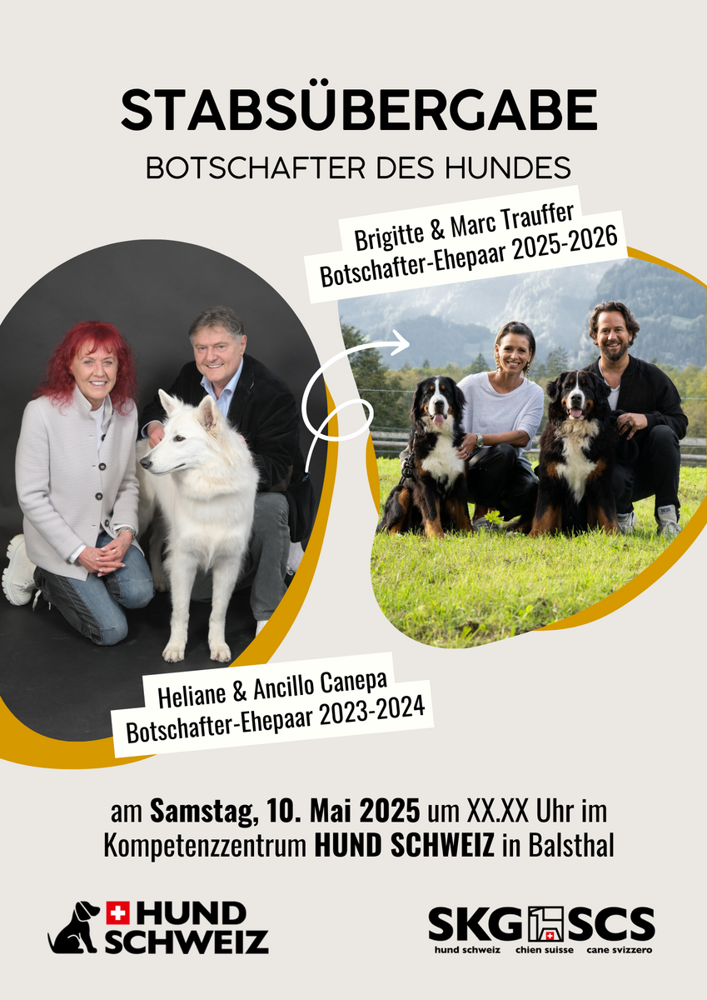 STABSÜBERGABE
BOTSCHAFTER DES HUNDES
Brigitte & Marc Trauffer
Botschafter-Ehepaar 2025-2026
Heliane & Ancillo Canepa
Botschafter-Ehepaar 2023-2024
am Samstag, 10. Mai 2025 um XX.XX Uhr im
Kompetenzzentrum HUND SCHWEIZ in Balsthal
HUND
SCHWEIZ
SKG SCS
hund schweiz chien suisse cane svizzero